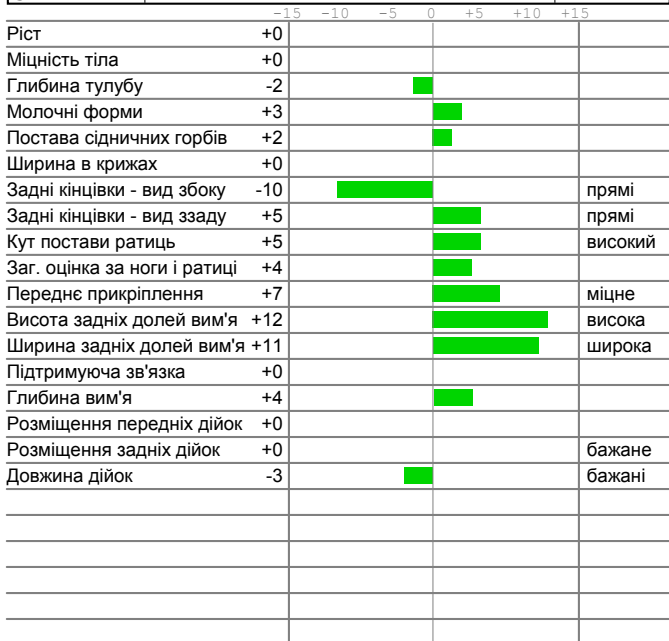 -15 -10 -5 0 +5 +10 +15
Ріст +0
Міцність тіла +0
Глибина тулубу -2
Молочні форми +3
Постава сідничних горбів +2
Ширина в крижах +0
Задні кінцівки - вид збоку -10 прямі
Задні кінцівки - вид ззаду +5 прямі
Кут постави ратиць +5 високий
Заг. оцінка за ноги і ратиці +4
Переднє прикріплення +7 міцне
Висота задніх долей вим'я +12 висока
Ширина задніх долей вим'я +11 широка
Підтримуюча зв'язка +0
Глибина вим'я +4
Розміщення передніх дійок +0
Розміщення задніх дійок +0 бажане
Довжина дійок -3 бажані